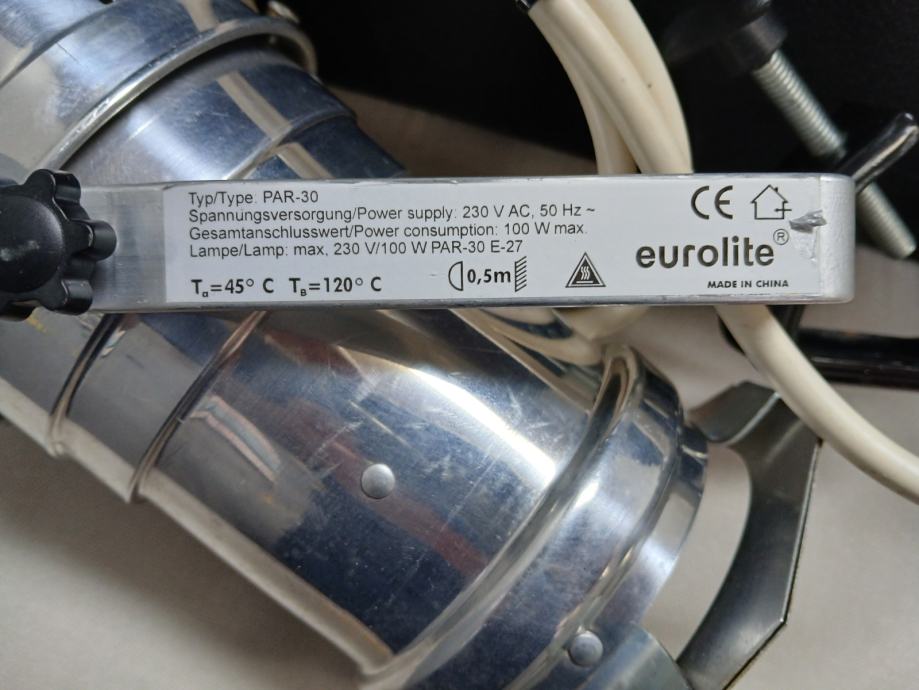 Typ/Type: PAR-30
Spannungsversorgung/Power supply: 230 V AC, 50 Hz ~
Gesamtanschlusswert/Power consumption: 100 W max.
Lampe/Lamp: max, 230 V/100 W PAR-30 E-27
Ta=45° C TB=120° C
0,5m
CE
eurolite®
MADE IN CHINA